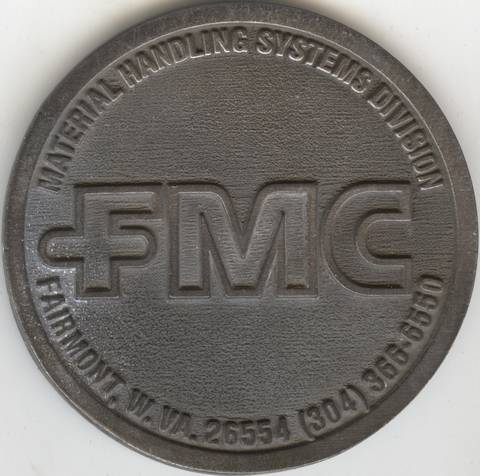 MATERIAL HANDLING SYSTEMS DIVISION
FMC
FAIRMONT, W. VA. 26554 (304) 366-6550